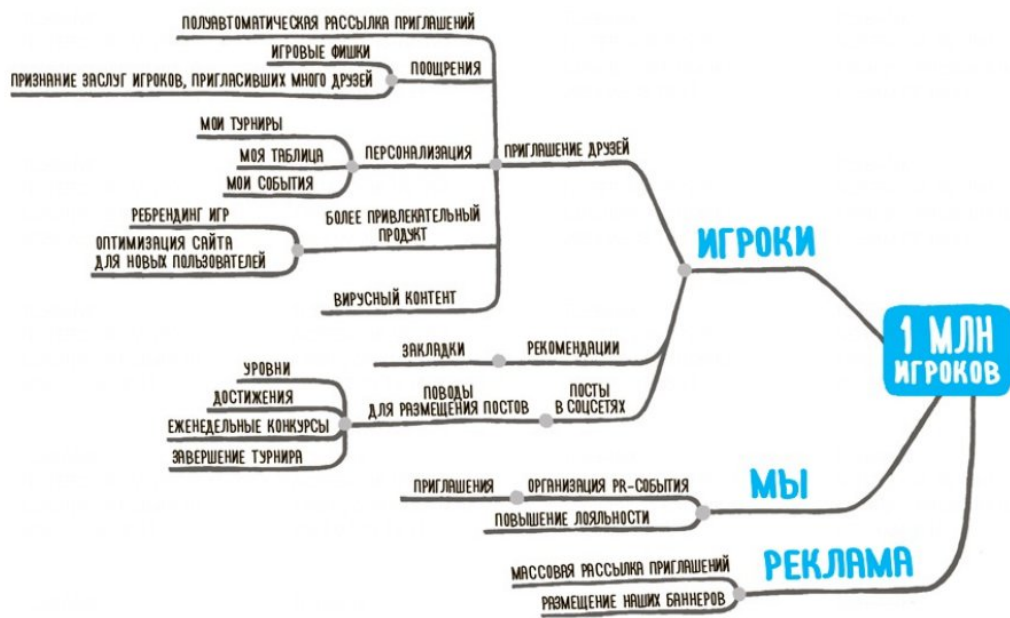 ПОЛУАВТОМАТИЧЕСКАЯ РАССЫЛКА ПРИГЛАШЕНИЙ
ИГРОВЫЕ ФИШКИ
ПООЩРЕНИЯ
ПРИЗНАНИЕ ЗАСЛУГ ИГРОКОВ, ПРИГЛАСИВШИХ МНОГО ДРУЗЕЙ
МОИ ТУРНИРЫ
МОЯ ТАБЛИЦА
МОИ СОБЫТИЯ
ПЕРСОНАЛИЗАЦИЯ
ПРИГЛАШЕНИЕ ДРУЗЕЙ
РЕБРЕНДИНГ ИГР
ОПТИМИЗАЦИЯ САЙТА
ДЛЯ НОВЫХ ПОЛЬЗОВАТЕЛЕЙ
БОЛЕЕ ПРИВЛЕКАТЕЛЬНЫЙ
ПРОДУКТ
ВИРУСНЫЙ КОНТЕНТ
ИГРОКИ
1 МЛН
ИГРОКОВ
ЗАКЛАДКИ
РЕКОМЕНДАЦИИ
УРОВНИ
ДОСТИЖЕНИЯ
ЕЖЕНЕДЕЛЬНЫЕ КОНКУРСЫ
ЗАВЕРШЕНИЕ ТУРНИРА
ПОВОДЫ
ДЛЯ РАЗМЕЩЕНИЯ ПОСТОВ
ПОСТЫ
В СОЦСЕТЯХ
ПРИГЛАШЕНИЯ
ОРГАНИЗАЦИЯ PR-СОБЫТИЯ
ПОВЫШЕНИЕ ЛОЯЛЬНОСТИ
МЫ
МАССОВАЯ РАССЫЛКА ПРИГЛАШЕНИЙ
РАЗМЕЩЕНИЕ НАШИХ БАННЕРОВ
РЕКЛАМА